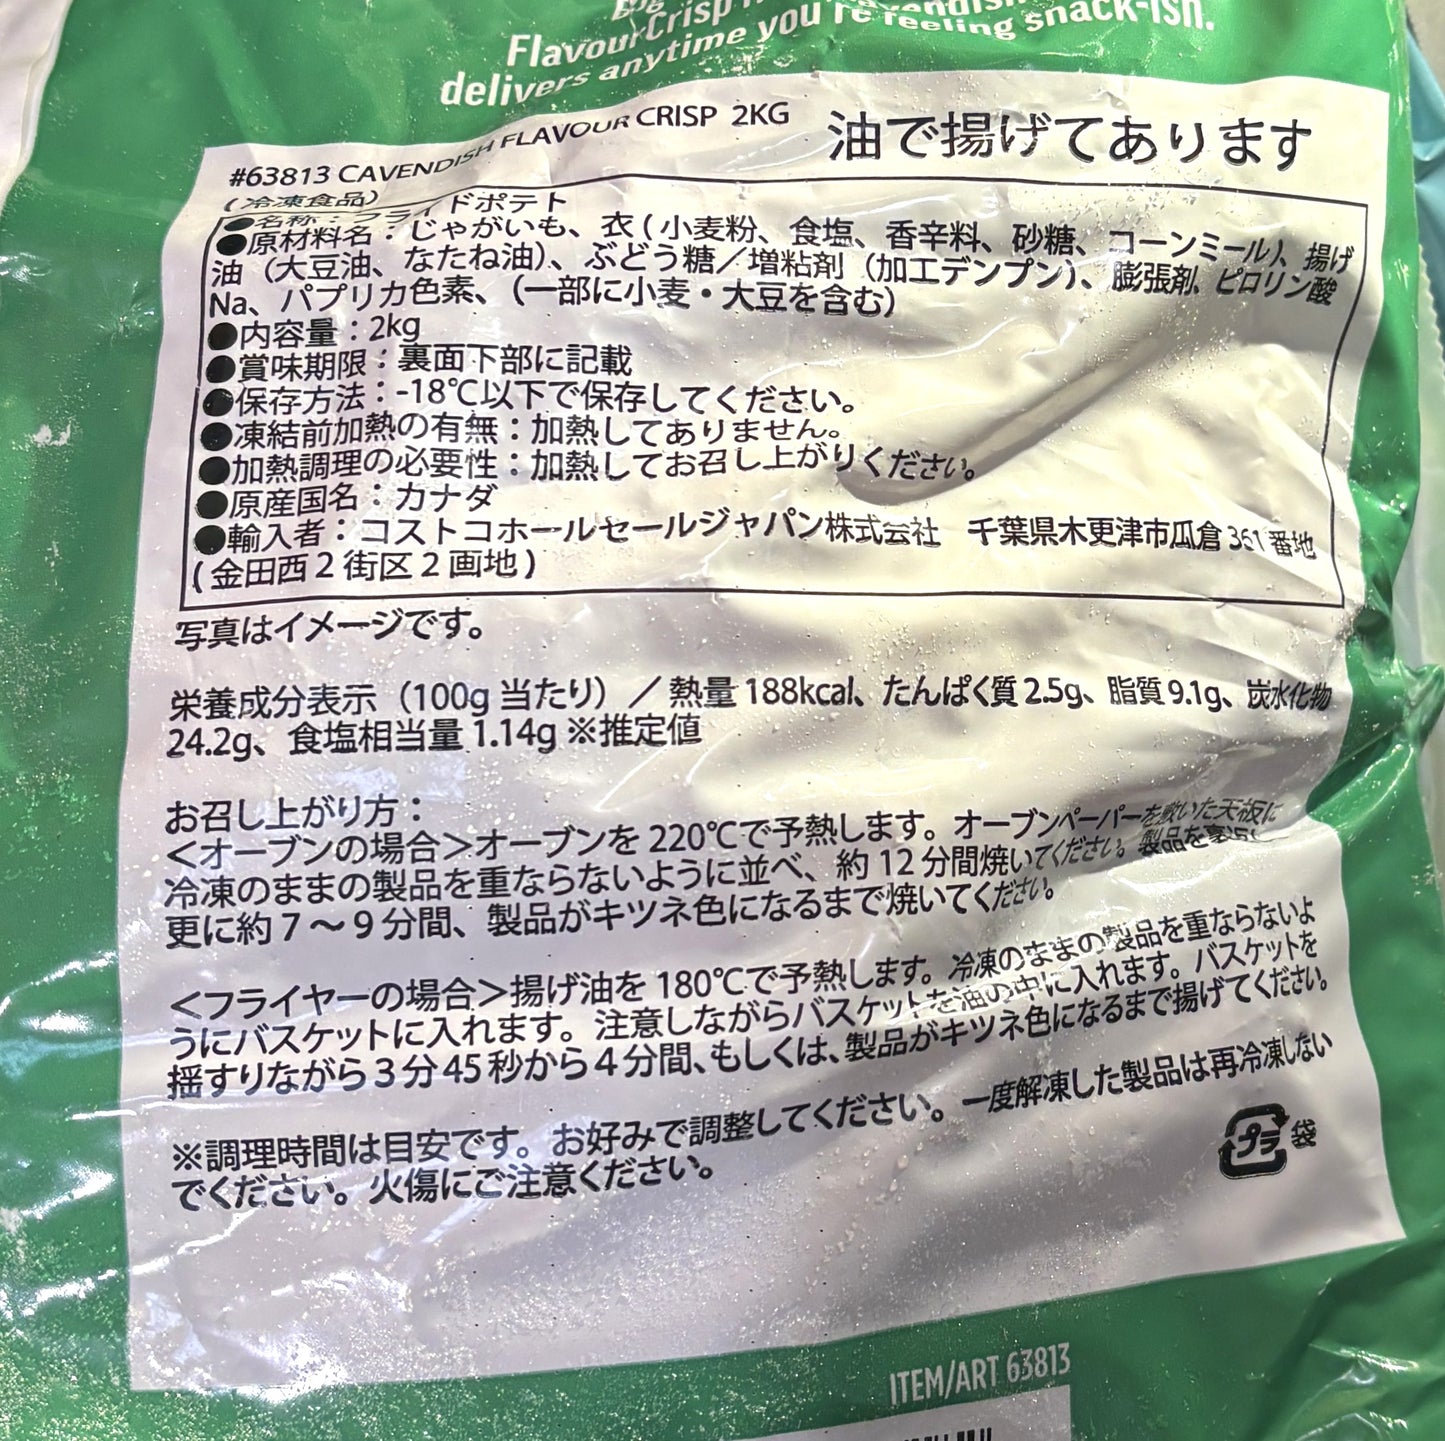 FlavourCrisp
delivers anytime you're feeling snack-ish.
#63813 CAVENDISH FLAVOUR CRISP 2KG 油で揚げてあります
(冷凍食品)
●名称：フライドポテト
●原材料名：じゃがいも、衣(小麦粉、食塩、香辛料、砂糖、コーンミール)、揚げ
油（大豆油、なたね油）、ぶどう糖／増粘剤（加工デンプン）、膨張剤、ピロリン酸
Na、パプリカ色素、（一部に小麦・大豆を含む）
●内容量：2kg
●賞味期限：裏面下部に記載
●保存方法：-18℃以下で保存してください。
●凍結前加熱の有無：加熱してありません。
●加熱調理の必要性：加熱してお召し上がりください。
●原産国名：カナダ
●輸入者：コストコホールセールジャパン株式会社 千葉県木更津市瓜倉 361 番地
(金田西２街区２画地)
写真はイメージです。
栄養成分表示（100g 当たり）／熱量 188kcal、たんぱく質 2.5g、脂質 9.1g、炭水化物
24.2g、食塩相当量 1.14g ※推定値
お召し上がり方：
＜オーブンの場合＞オーブンを 220℃で予熱します。オーブンペーパーを敷いた天板に
冷凍のままの製品を重ならないように並べ、約 12 分間焼いてください。製品を裏返し
更に約７～９分間、製品がキツネ色になるまで焼いてください。
＜フライヤーの場合＞揚げ油を 180℃で予熱します。冷凍のままの製品を重ならないよ
うにバスケットに入れます。注意しながらバスケットを油の中に入れます。バスケットを
揺すりながら３分 45 秒から４分間、もしくは、製品がキツネ色になるまで揚げてください。
※調理時間は目安です。お好みで調整してください。一度解凍した製品は再冷凍しない
でください。火傷にご注意ください。
プラ 袋
ITEM/ART 63813